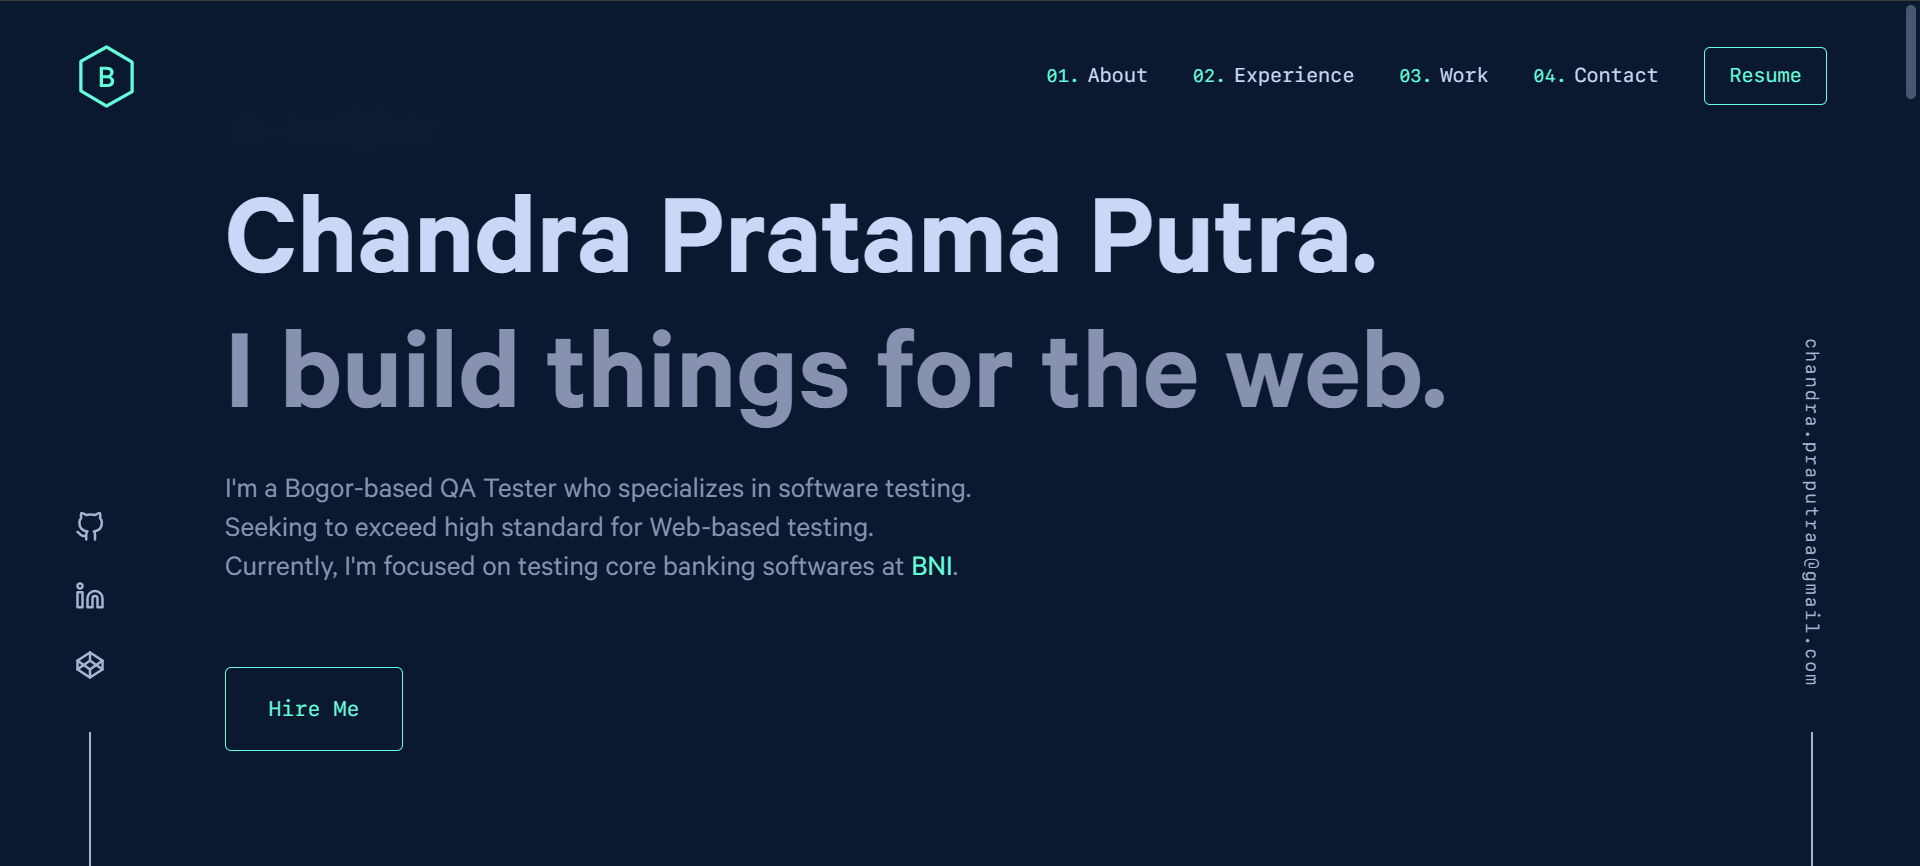 B
01. About
02. Experience
03. Work
04. Contact
Resume
Chandra Pratama Putra.
I build things for the web.
I'm a Bogor-based QA Tester who specializes in software testing.
Seeking to exceed high standard for Web-based testing.
Currently, I'm focused on testing core banking softwares at BNI.
Hire Me
in
chandra.praputraa@gmail.com